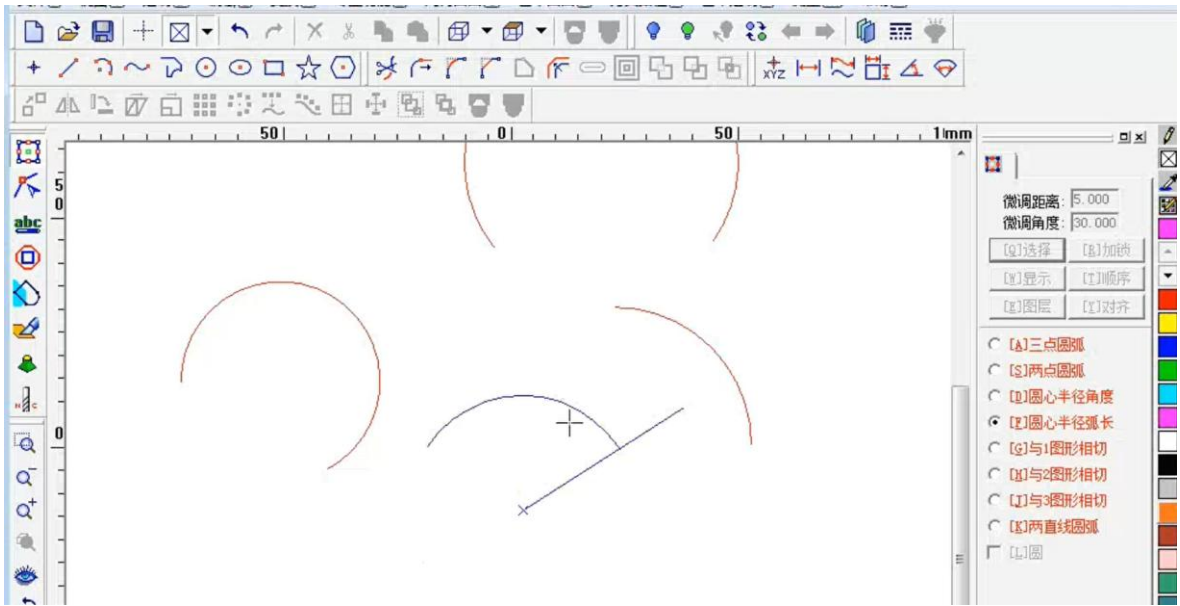 XYZ
50 0 50 1 mm
5
0
微调距离: 5.000
微调角度: 30.000
[Q]选择 [R]加锁
[W]显示 [T]顺序
[E]图层 [Y]对齐
abc
[A]三点圆弧
[S]两点圆弧
[D]圆心半径角度
[F]圆心半径弧长
[G]与1图形相切
[H]与2图形相切
[J]与3图形相切
[K]两直线圆弧
[L]圆
0